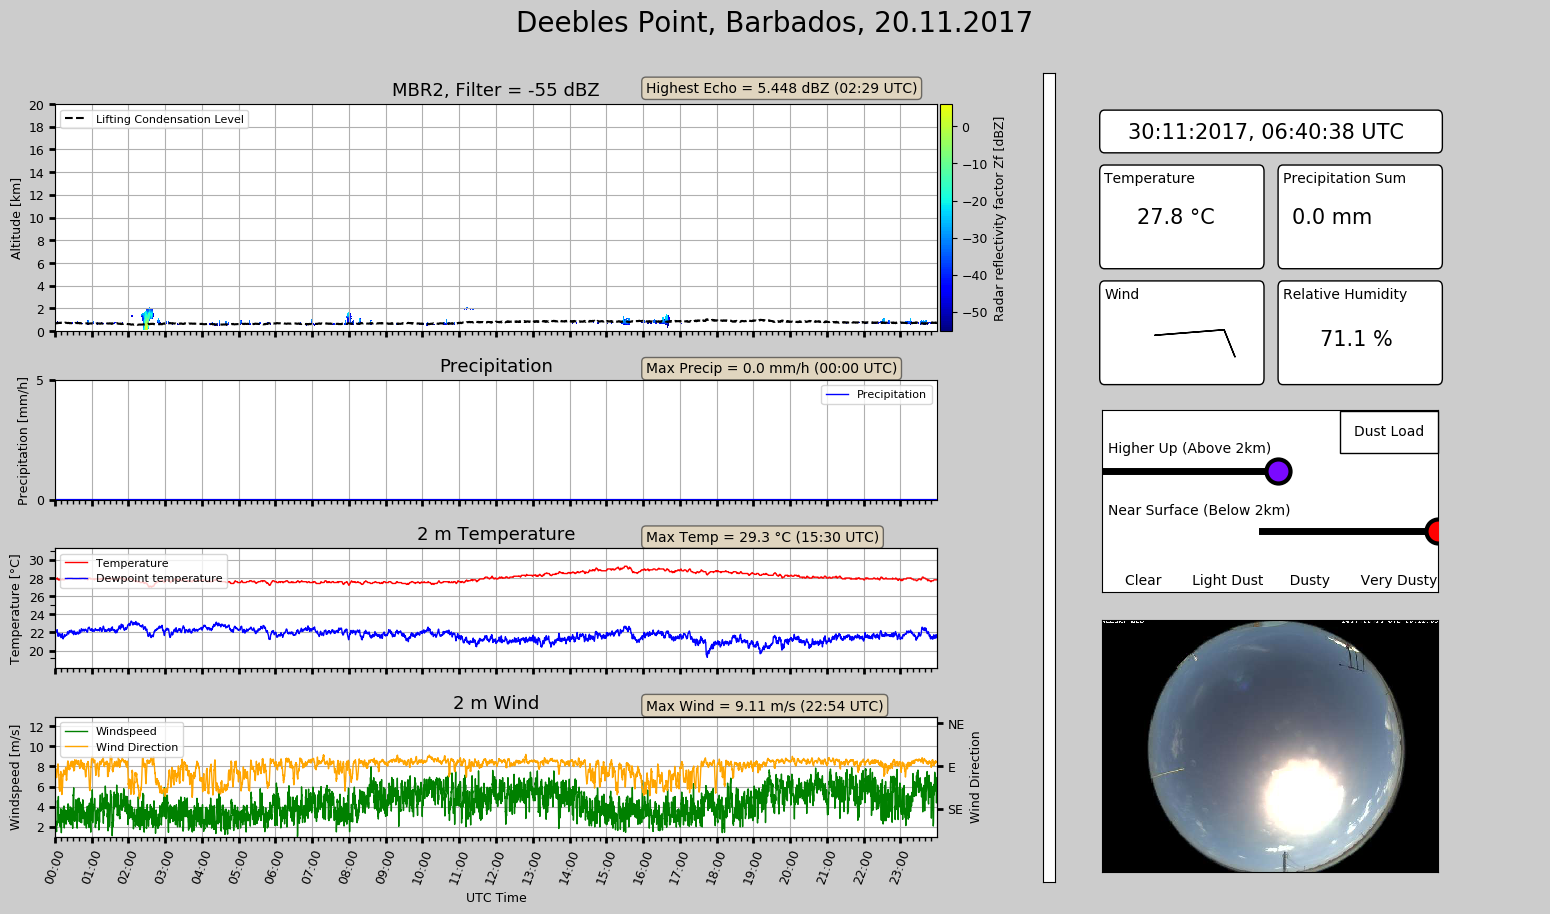 Deebles Point, Barbados, 20.11.2017
MBR2, Filter = -55 dBZ
Highest Echo = 5.448 dBZ (02:29 UTC)
Lifting Condensation Level
Altitude [km]
20
18
16
14
12
10
8
6
4
2
0
0
−10
−20
−30
−40
−50
Radar reflectivity factor Zf [dBZ]
Precipitation
Max Precip = 0.0 mm/h (00:00 UTC)
Precipitation
Precipitation [mm/h]
5
0
2 m Temperature
Max Temp = 29.3 °C (15:30 UTC)
Temperature
Dewpoint temperature
Temperature [°C]
30
28
26
24
22
20
2 m Wind
Max Wind = 9.11 m/s (22:54 UTC)
Windspeed
Wind Direction
Windspeed [m/s]
12
10
8
6
4
2
NE
E
SE
Wind Direction
00:00
01:00
02:00
03:00
04:00
05:00
06:00
07:00
08:00
09:00
10:00
11:00
12:00
13:00
14:00
15:00
16:00
17:00
18:00
19:00
20:00
21:00
22:00
23:00
UTC Time
30:11:2017, 06:40:38 UTC
Temperature
27.8 °C
Precipitation Sum
0.0 mm
Wind
Relative Humidity
71.1 %
Dust Load
Higher Up (Above 2km)
Near Surface (Below 2km)
Clear Light Dust Dusty Very Dusty